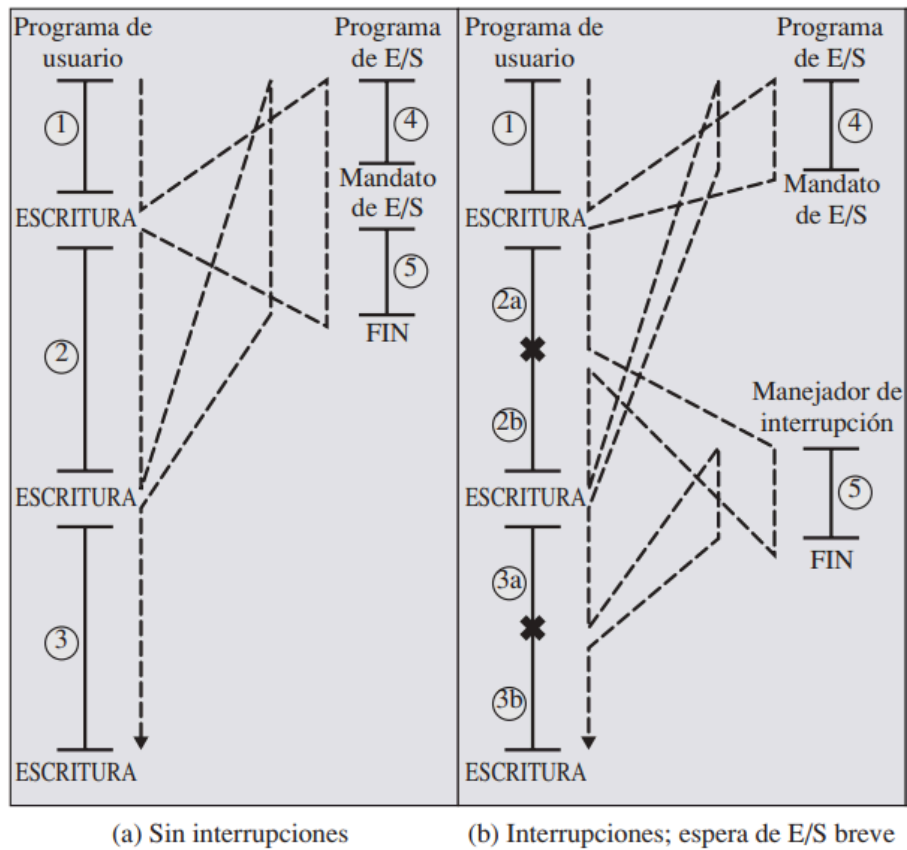 Programa de
usuario
Programa
de E/S
1
4
Mandato
de E/S
ESCRITURA
5
2
FIN
ESCRITURA
3
ESCRITURA
(a) Sin interrupciones
Programa de
usuario
Programa
de E/S
1
4
Mandato
de E/S
ESCRITURA
2a
2b
Manejador de
interrupción
5
ESCRITURA
FIN
3a
3b
ESCRITURA
(b) Interrupciones; espera de E/S breve